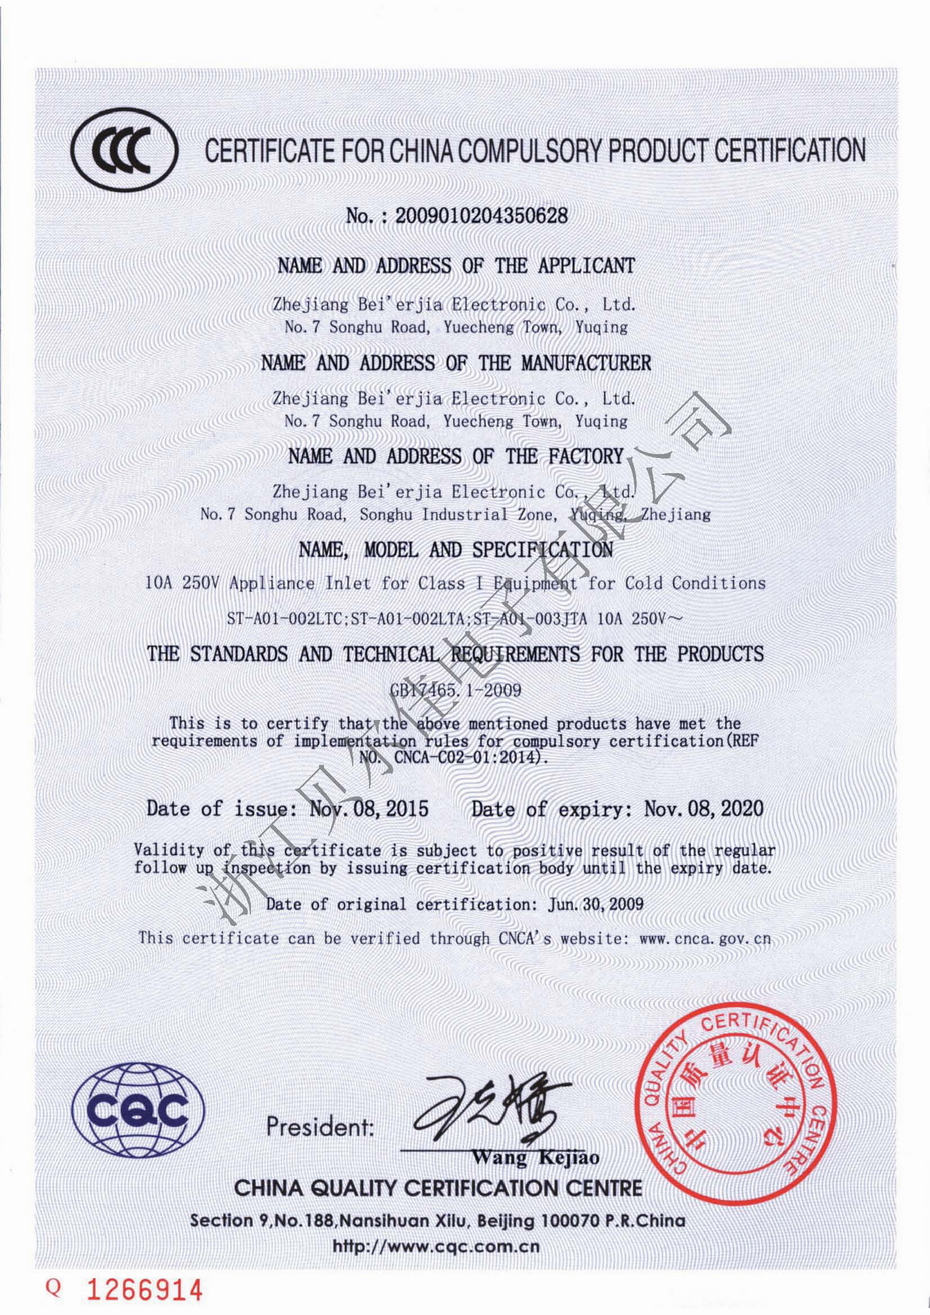 CCC
CERTIFICATE FOR CHINA COMPULSORY PRODUCT CERTIFICATION
No.: 2009010204350628
NAME AND ADDRESS OF THE APPLICANT
Zhejiang Bei'erjia Electronic Co., Ltd.
No.7 Songhu Road, Yuecheng Town, Yuqing
NAME AND ADDRESS OF THE MANUFACTURER
Zhejiang Bei'erjia Electronic Co., Ltd.
No.7 Songhu Road, Yuecheng Town, Yuqing
NAME AND ADDRESS OF THE FACTORY
Zhejiang Bei'erjia Electronic Co., Ltd.
No.7 Songhu Road, Songhu Industrial Zone, Yuqing, Zhejiang
NAME, MODEL AND SPECIFICATION
10A 250V Appliance Inlet for Class I Equipment for Cold Conditions
ST-A01-002LTC;ST-A01-002LTA;ST-A01-003JTA 10A 250V~
THE STANDARDS AND TECHNICAL REQUIREMENTS FOR THE PRODUCTS
GB17465.1-2009
This is to certify that the above mentioned products have met the
requirements of implementation rules for compulsory certification(REF
NO. CNCA-C02-01:2014).
Date of issue: Nov.08,2015 Date of expiry: Nov.08,2020
Validity of this certificate is subject to positive result of the regular
follow up inspection by issuing certification body until the expiry date.
Date of original certification: Jun.30,2009
This certificate can be verified through CNCA's website: www.cnca.gov.cn
浙江贝尔佳电子有限公司
CQC
President:
王克娇
Wang Kejiao
CHINA QUALITY CERTIFICATION CENTRE
中国质量认证中心
CHINA QUALITY CERTIFICATION CENTRE
Section 9,No.188,Nansihuan Xilu, Beijing 100070 P.R.China
http://www.cqc.com.cn
Q 1266914